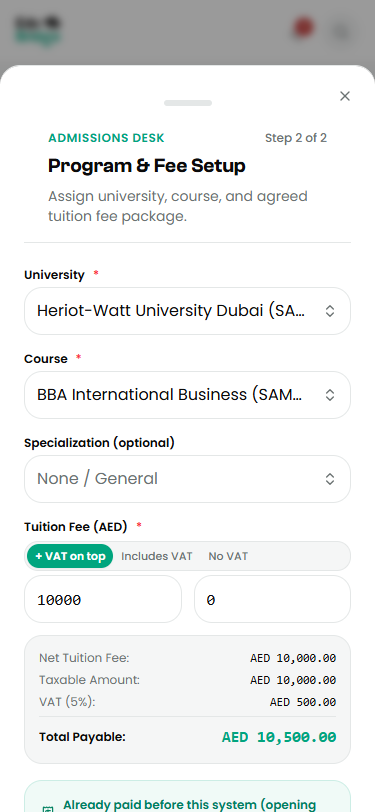 ADMISSIONS DESK
Step 2 of 2
Program & Fee Setup
Assign university, course, and agreed
tuition fee package.
University *
Heriot-Watt University Dubai (SA...
Course *
BBA International Business (SAM...
Specialization (optional)
None / General
Tuition Fee (AED) *
+ VAT on top Includes VAT No VAT
10000 0
Net Tuition Fee: AED 10,000.00
Taxable Amount: AED 10,000.00
VAT (5%): AED 500.00
Total Payable: AED 10,500.00
Already paid before this system (opening